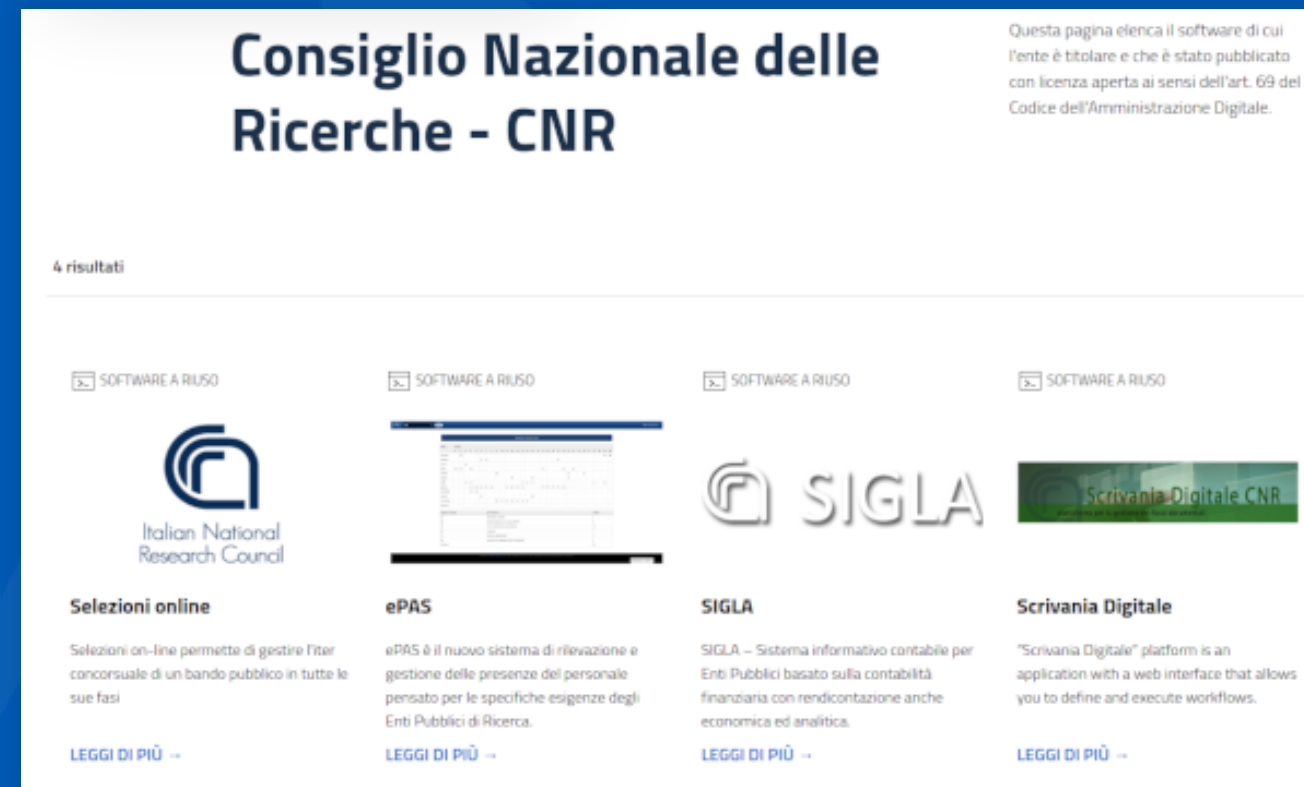 Consiglio Nazionale delle
Ricerche - CNR
Questa pagina elenca il software di cui
l'ente è titolare e che è stato pubblicato
con licenza aperta ai sensi dell'art. 69 del
Codice dell'Amministrazione Digitale.
4 risultati
SOFTWARE A RIUSO
Italian National
Research Council
Selezioni online
Selezioni on-line permette di gestire l'iter
concorsuale di un bando pubblico in tutte le
sue fasi
LEGGI DI PIÙ →
SOFTWARE A RIUSO
ePAS
ePAS è il nuovo sistema di rilevazione e
gestione delle presenze del personale
pensato per le specifiche esigenze degli
Enti Pubblici di Ricerca.
LEGGI DI PIÙ →
SOFTWARE A RIUSO
SIGLA
SIGLA
SIGLA – Sistema informativo contabile per
Enti Pubblici basato sulla contabilità
finanziaria con rendicontazione anche
economica ed analitica.
LEGGI DI PIÙ →
SOFTWARE A RIUSO
Scrivania Digitale CNR
Scrivania Digitale
"Scrivania Digitale" platform is an
application with a web interface that allows
you to define and execute workflows.
LEGGI DI PIÙ →